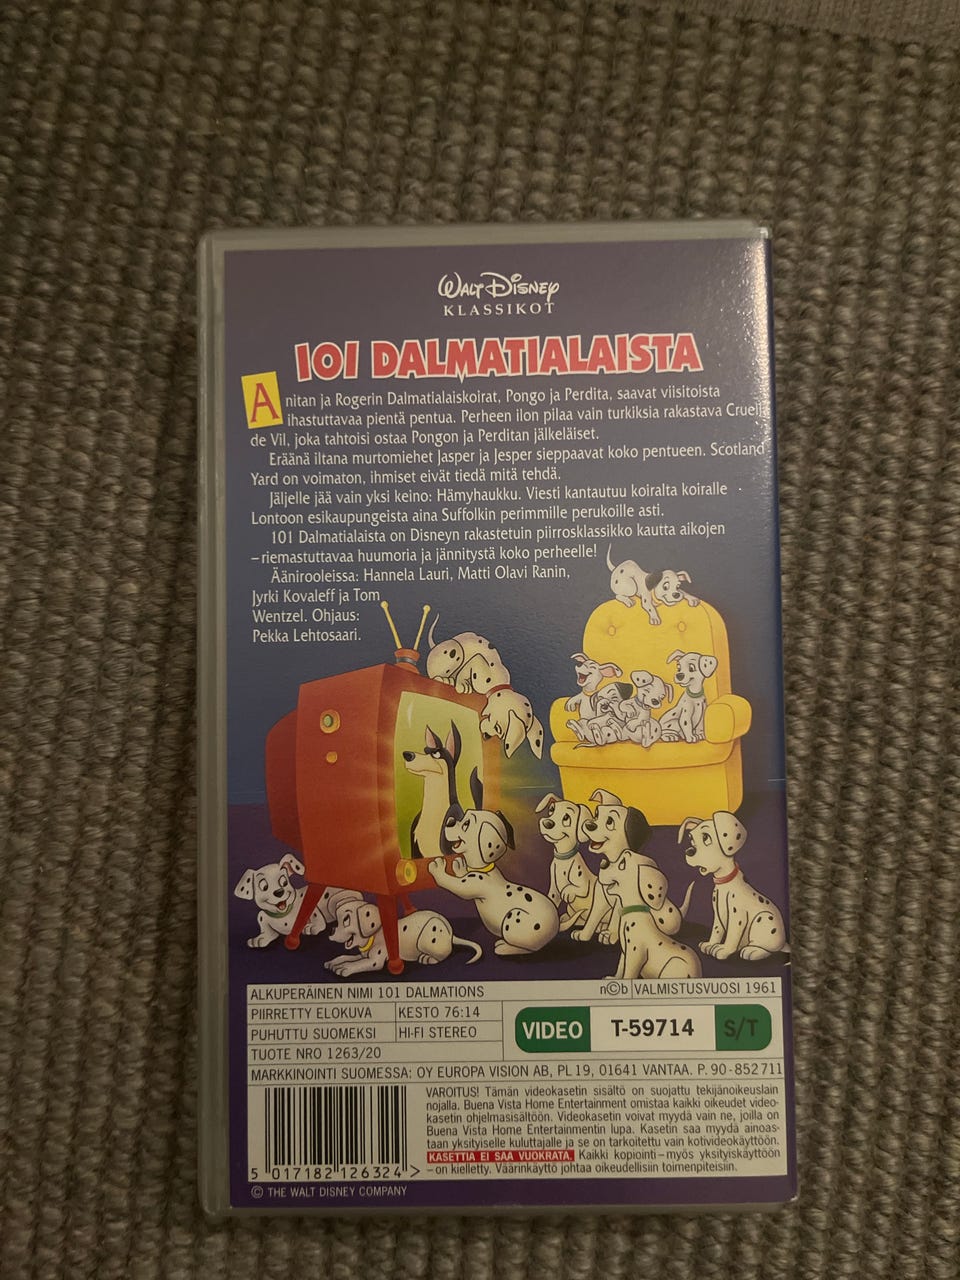 WALT DISNEY
KLASSIKOT
101 DALMATIALAISTA
Anitan ja Rogerin Dalmatialaiskoirat, Pongo ja Perdita, saavat viisitoista
ihastuttavaa pientä pentua. Perheen ilon pilaa vain turkiksia rakastava Cruella
de Vil, joka tahtoisi ostaa Pongon ja Perditan jälkeläiset.
Eräänä iltana murtomiehet Jasper ja Jesper sieppaavat koko pentueen. Scotland
Yard on voimaton, ihmiset eivät tiedä mitä tehdä.
Jäljelle jää vain yksi keino: Hämyhaukku. Viesti kantautuu koiralta koiralle
Lontoon esikaupungeista aina Suffolkin perimmille perukoille asti.
101 Dalmatialaista on Disneyn rakastetuin piirrosklassikko kautta aikojen
– riemastuttavaa huumoria ja jännitystä koko perheelle!
Äänirooleissa: Hannela Lauri, Matti Olavi Ranin,
Jyrki Kovaleff ja Tom
Wentzel. Ohjaus:
Pekka Lehtosaari.
ALKUPERÄINEN NIMI 101 DALMATIONS n©b VALMISTUSVUOSI 1961
PIIRRETTY ELOKUVA KESTO 76:14
PUHUTTU SUOMEKSI HI-FI STEREO
VIDEO T-59714 S/T
TUOTE NRO 1263/20
MARKKINOINTI SUOMESSA: OY EUROPA VISION AB, PL 19, 01641 VANTAA. P. 90-852711
VAROITUS! Tämän videokasetin sisältö on suojattu tekijänoikeuslain
nojalla. Buena Vista Home Entertainment omistaa kaikki oikeudet video-
kasetin ohjelmasisältöön. Videokasetin voivat myydä vain ne, joilla on
Buena Vista Home Entertainmentin lupa. Kasetin saa myydä ainoas-
taan yksityiselle kuluttajalle ja se on tarkoitettu vain kotivideokäyttöön.
KASETTIA EI SAA VUOKRATA. Kaikki kopiointi – myös yksityiskäyttöön
– on kielletty. Väärinkäyttö johtaa oikeudellisiin toimenpiteisiin.
5 017182 126324 >
© THE WALT DISNEY COMPANY